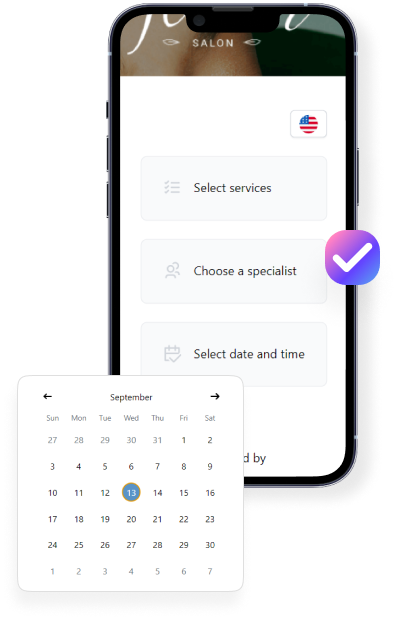 SALON
Select services
Choose a specialist
Select date and time
by
September
Sun Mon Tue Wed Thu Fri Sat
27 28 29 30 31 1 2
3 4 5 6 7 8 9
10 11 12 13 14 15 16
17 18 19 20 21 22 23
24 25 26 27 28 29 30
1 2 3 4 5 6 7